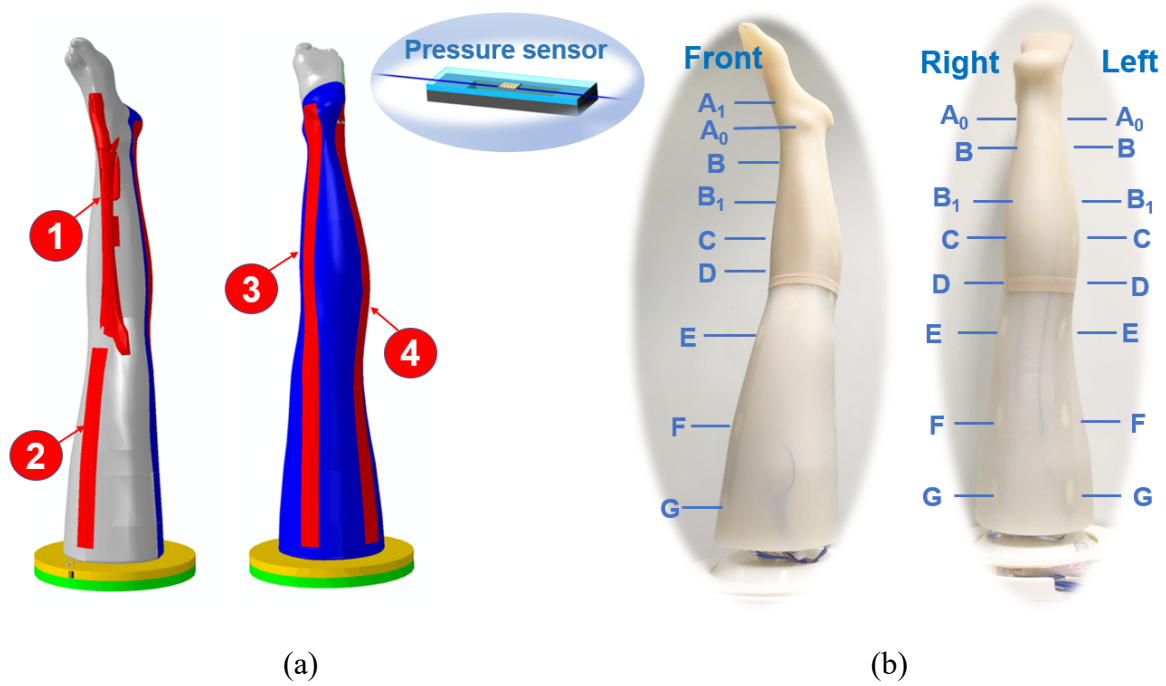 Pressure sensor
1
2
3
4
(a)
Front
A₁
A₀
B
B₁
C
D
E
F
G
Right
Left
A₀
A₀
B
B
B₁
B₁
C
C
D
D
E
E
F
F
G
G
(b)